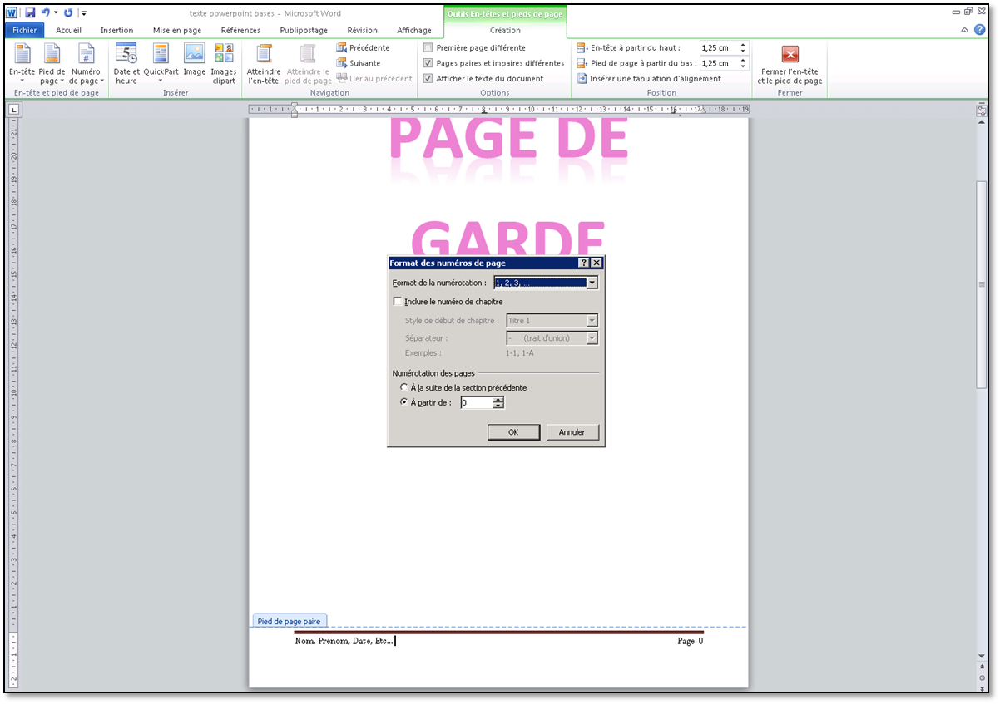 texte powerpoint bases - Microsoft Word
Outils En-têtes et pieds de page
Fichier Accueil Insertion Mise en page Références Publipostage Révision Affichage Création
En-tête Pied de page Numéro de page
En-tête et pied de page
Date et heure QuickPart Image Images clipart
Insérer
Atteindre l'en-tête Atteindre le pied de page
Précédente
Suivante
Lier au précédent
Navigation
Première page différente
Pages paires et impaires différentes
Afficher le texte du document
Options
En-tête à partir du haut : 1,25 cm
Pied de page à partir du bas : 1,25 cm
Insérer une tabulation d'alignement
Position
Fermer l'en-tête
et le pied de page
Fermer
PAGE DE
GARDE
Format des numéros de page
Format de la numérotation : 1, 2, 3, ...
Inclure le numéro de chapitre
Style de début de chapitre : Titre 1
Séparateur : - (trait d'union)
Exemples : 1-1, 1-A
Numérotation des pages
À la suite de la section précédente
À partir de : 0
OK Annuler
Pied de page paire
Nom, Prénom, Date, Etc... Page 0